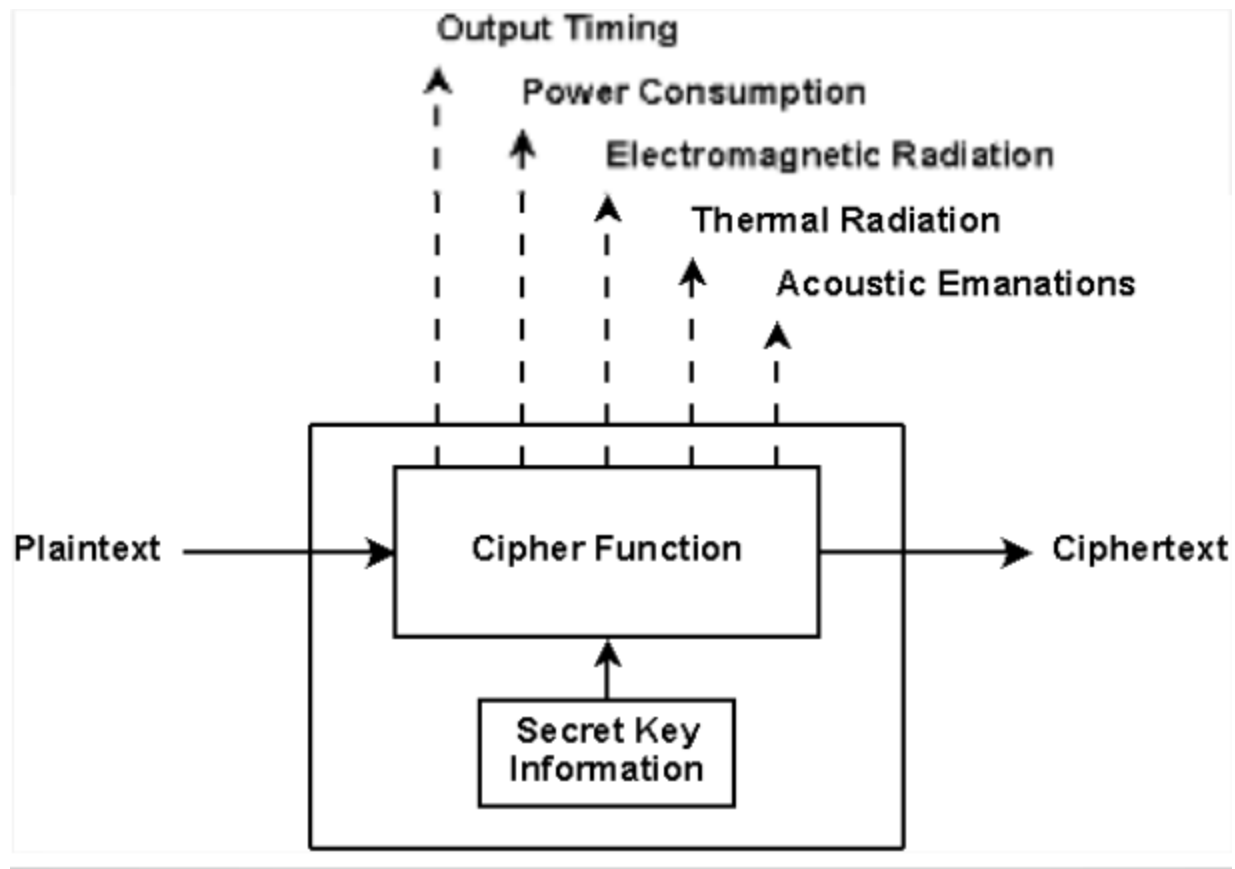 Output Timing
Power Consumption
Electromagnetic Radiation
Thermal Radiation
Acoustic Emanations
Plaintext
Cipher Function
Ciphertext
Secret Key
Information